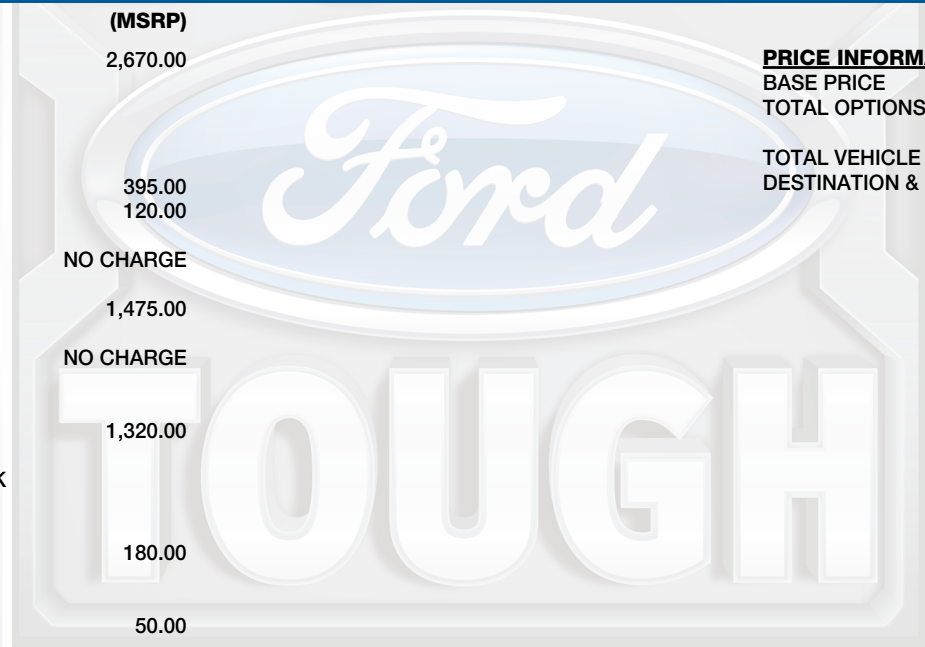 (MSRP)
2,670.00
395.00
120.00
NO CHARGE
1,475.00
NO CHARGE
1,320.00
K
180.00
50.00
PRICE INFORMA
BASE PRICE
TOTAL OPTIONS
TOTAL VEHICLE
DESTINATION &
Ford
TOUGH